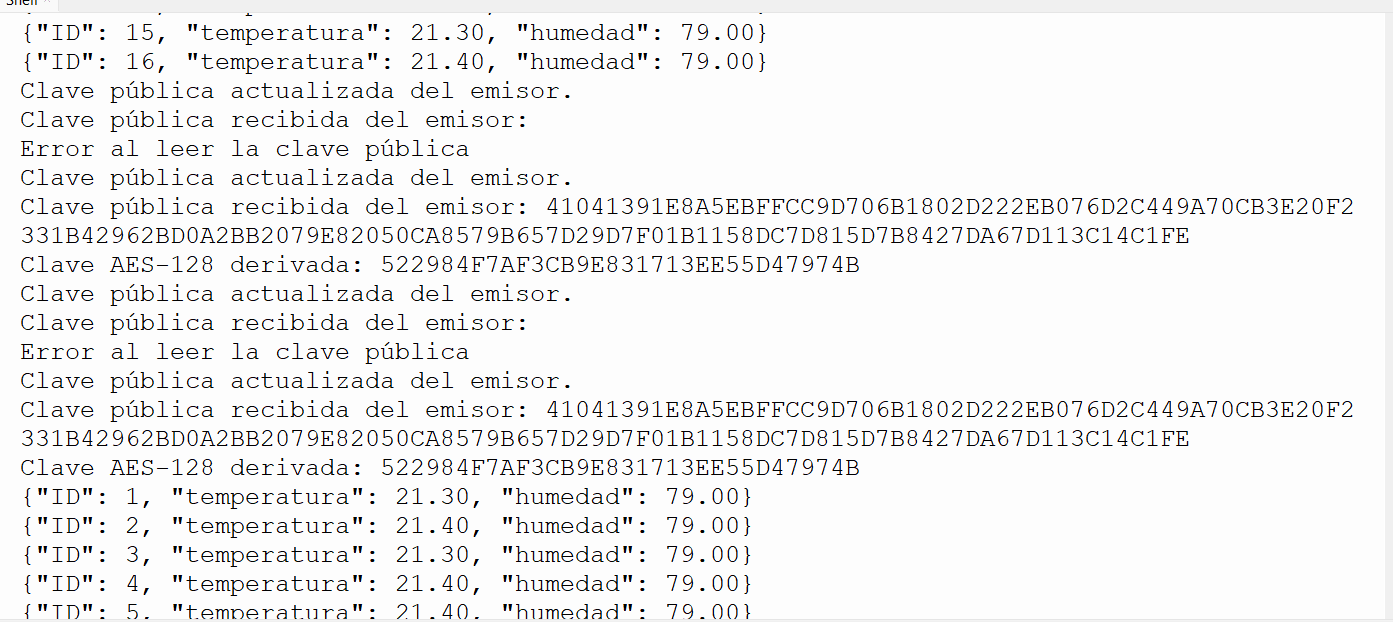 Shell
{"ID": 15, "temperatura": 21.30, "humedad": 79.00}
{"ID": 16, "temperatura": 21.40, "humedad": 79.00}
Clave pública actualizada del emisor.
Clave pública recibida del emisor:
Error al leer la clave pública
Clave pública actualizada del emisor.
Clave pública recibida del emisor: 41041391E8A5EBFFCC9D706B1802D222EB076D2C449A70CB3E20F2
331B42962BD0A2BB2079E82050CA8579B657D29D7F01B1158DC7D815D7B8427DA67D113C14C1FE
Clave AES-128 derivada: 522984F7AF3CB9E831713EE55D47974B
Clave pública actualizada del emisor.
Clave pública recibida del emisor:
Error al leer la clave pública
Clave pública actualizada del emisor.
Clave pública recibida del emisor: 41041391E8A5EBFFCC9D706B1802D222EB076D2C449A70CB3E20F2
331B42962BD0A2BB2079E82050CA8579B657D29D7F01B1158DC7D815D7B8427DA67D113C14C1FE
Clave AES-128 derivada: 522984F7AF3CB9E831713EE55D47974B
{"ID": 1, "temperatura": 21.30, "humedad": 79.00}
{"ID": 2, "temperatura": 21.40, "humedad": 79.00}
{"ID": 3, "temperatura": 21.30, "humedad": 79.00}
{"ID": 4, "temperatura": 21.40, "humedad": 79.00}
{"ID": 5, "temperatura": 21.40, "humedad": 79.00}